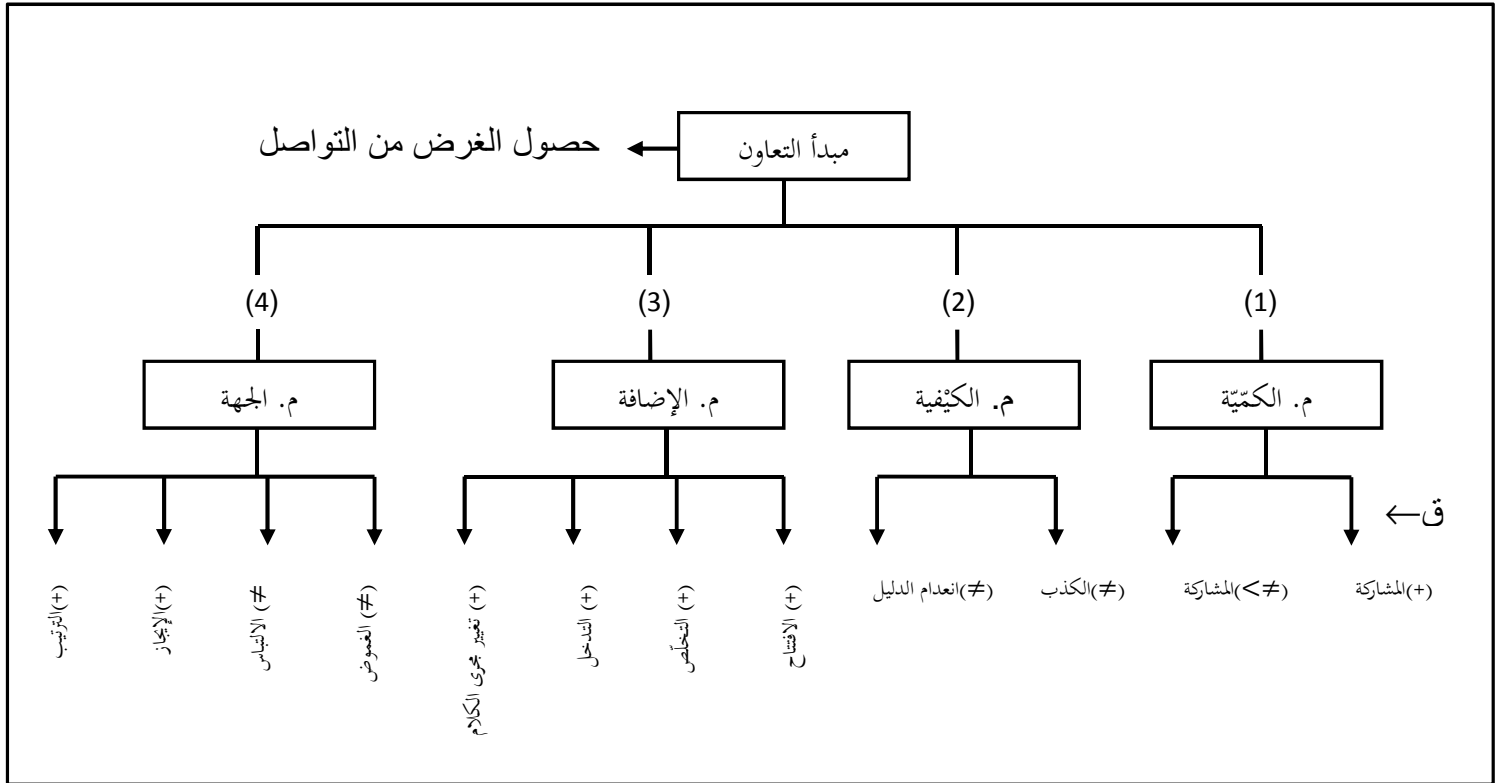 مبدأ التعاون
حصول الغرض من التواصل
(1)
(2)
(3)
(4)
م. الكمّيّة
م. الكيْفية
م. الإضافة
م. الجهة
ق←
(+)المشاركة
(≠>)المشاركة
(≠)الكذب
(≠)انعدام الدليل
(+) الافتتاح
(+) التخلّص
(+) التدخل
(+) تغيير مجرى الكلام
(≠) الغموض
≠) الالتباس
(+)الإيجاز
(+)الترتيب